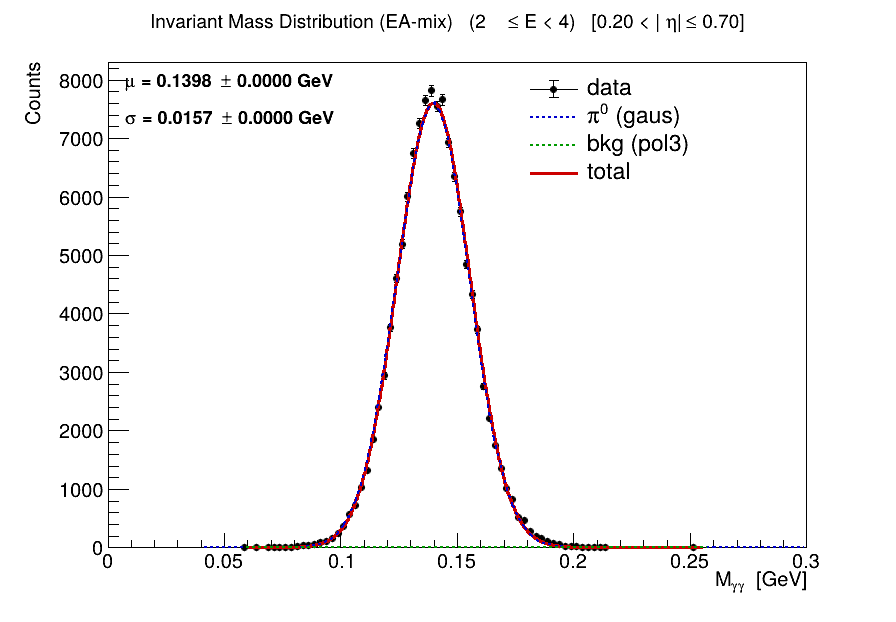 Invariant Mass Distribution (EA-mix) (2 ≤ E < 4) [0.20 < | η| ≤ 0.70]
Counts
μ = 0.1398 ± 0.0000 GeV
σ = 0.0157 ± 0.0000 GeV
data
π⁰ (gaus)
bkg (pol3)
total
8000
7000
6000
5000
4000
3000
2000
1000
0
0 0.05 0.1 0.15 0.2 0.25 0.3
M_γγ [GeV]